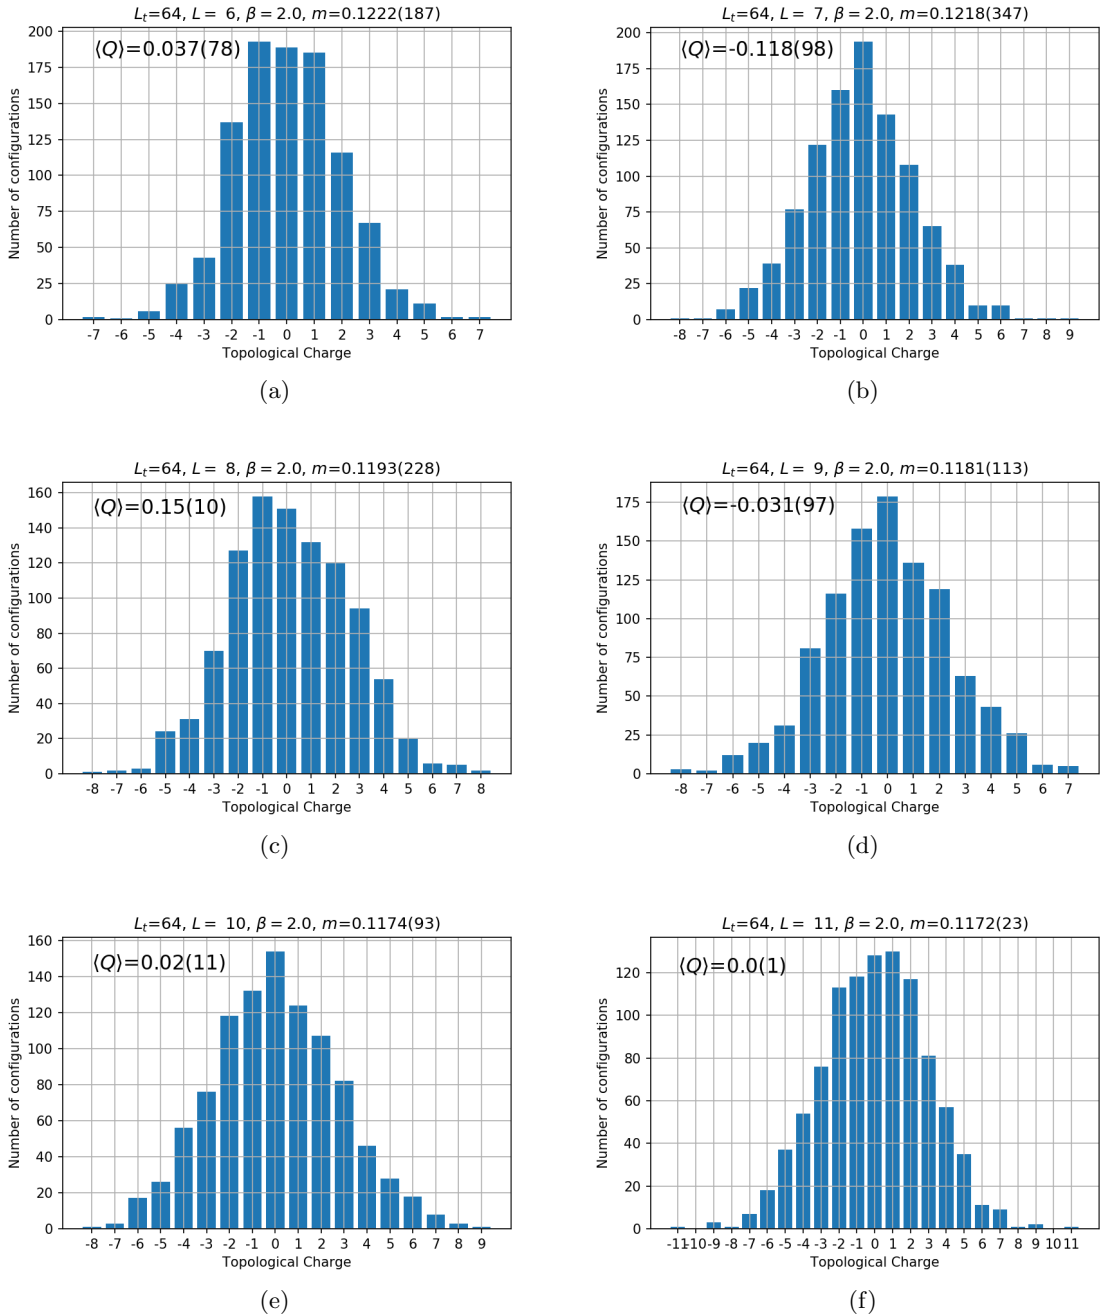 L_t=64, L= 6, β=2.0, m=0.1222(187)
⟨Q⟩=0.037(78)
Number of configurations
200
175
150
125
100
75
50
25
0
-7 -6 -5 -4 -3 -2 -1 0 1 2 3 4 5 6 7
Topological Charge
(a)
L_t=64, L= 7, β=2.0, m=0.1218(347)
⟨Q⟩=-0.118(98)
Number of configurations
200
175
150
125
100
75
50
25
0
-8 -7 -6 -5 -4 -3 -2 -1 0 1 2 3 4 5 6 7 8 9
Topological Charge
(b)
L_t=64, L= 8, β=2.0, m=0.1193(228)
⟨Q⟩=0.15(10)
Number of configurations
160
140
120
100
80
60
40
20
0
-8 -7 -6 -5 -4 -3 -2 -1 0 1 2 3 4 5 6 7 8
Topological Charge
(c)
L_t=64, L= 9, β=2.0, m=0.1181(113)
⟨Q⟩=-0.031(97)
Number of configurations
175
150
125
100
75
50
25
0
-8 -7 -6 -5 -4 -3 -2 -1 0 1 2 3 4 5 6 7
Topological Charge
(d)
L_t=64, L= 10, β=2.0, m=0.1174(93)
⟨Q⟩=0.02(11)
Number of configurations
160
140
120
100
80
60
40
20
0
-8 -7 -6 -5 -4 -3 -2 -1 0 1 2 3 4 5 6 7 8 9
Topological Charge
(e)
L_t=64, L= 11, β=2.0, m=0.1172(23)
⟨Q⟩=0.0(1)
Number of configurations
120
100
80
60
40
20
0
-11 -10 -9 -8 -7 -6 -5 -4 -3 -2 -1 0 1 2 3 4 5 6 7 8 9 10 11
Topological Charge
(f)